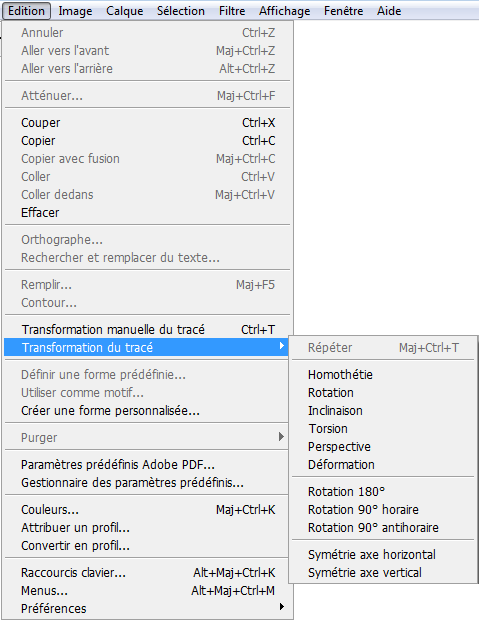 Edition Image Calque Sélection Filtre Affichage Fenêtre Aide
Annuler Ctrl+Z
Aller vers l'avant Maj+Ctrl+Z
Aller vers l'arrière Alt+Ctrl+Z
Atténuer... Maj+Ctrl+F
Couper Ctrl+X
Copier Ctrl+C
Copier avec fusion Maj+Ctrl+C
Coller Ctrl+V
Coller dedans Maj+Ctrl+V
Effacer
Orthographe...
Rechercher et remplacer du texte...
Remplir... Maj+F5
Contour...
Transformation manuelle du tracé Ctrl+T
Transformation du tracé
Définir une forme prédéfinie...
Utiliser comme motif...
Créer une forme personnalisée...
Purger
Paramètres prédéfinis Adobe PDF...
Gestionnaire des paramètres prédéfinis...
Couleurs... Maj+Ctrl+K
Attribuer un profil...
Convertir en profil...
Raccourcis clavier... Alt+Maj+Ctrl+K
Menus... Alt+Maj+Ctrl+M
Préférences
Répéter Maj+Ctrl+T
Homothétie
Rotation
Inclinaison
Torsion
Perspective
Déformation
Rotation 180°
Rotation 90° horaire
Rotation 90° antihoraire
Symétrie axe horizontal
Symétrie axe vertical